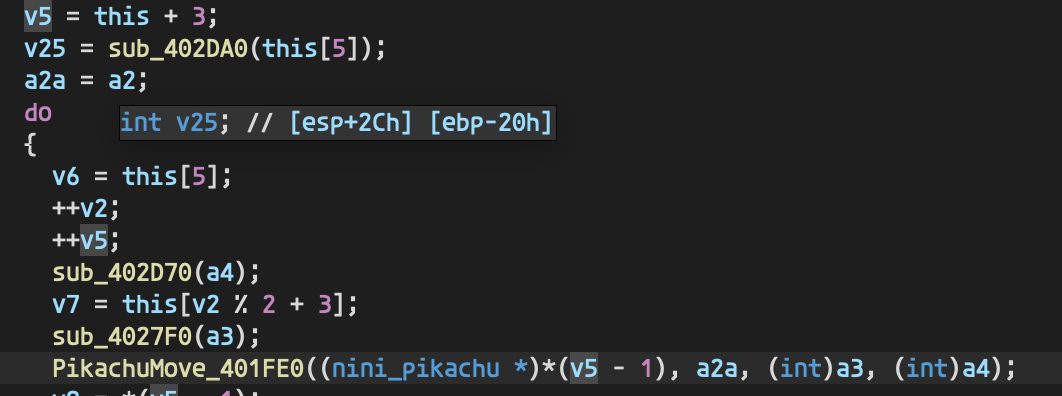 v5 = this + 3;
v25 = sub_402DA0(this[5]);
a2a = a2;
do
int v25; // [esp+2Ch] [ebp-20h]
{
v6 = this[5];
++v2;
++v5;
sub_402D70(a4);
v7 = this[v2 % 2 + 3];
sub_4027F0(a3);
PikachuMove_401FE0((nini_pikachu *)*(v5 - 1), a2a, (int)a3, (int)a4);